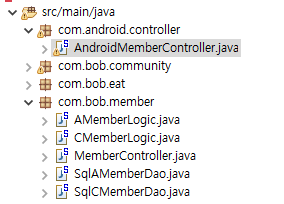 src/main/java
com.android.controller
AndroidMemberController.java
com.bob.community
com.bob.eat
com.bob.member
AMemberLogic.java
CMemberLogic.java
MemberController.java
SqlAMemberDao.java
SqlCMemberDao.java